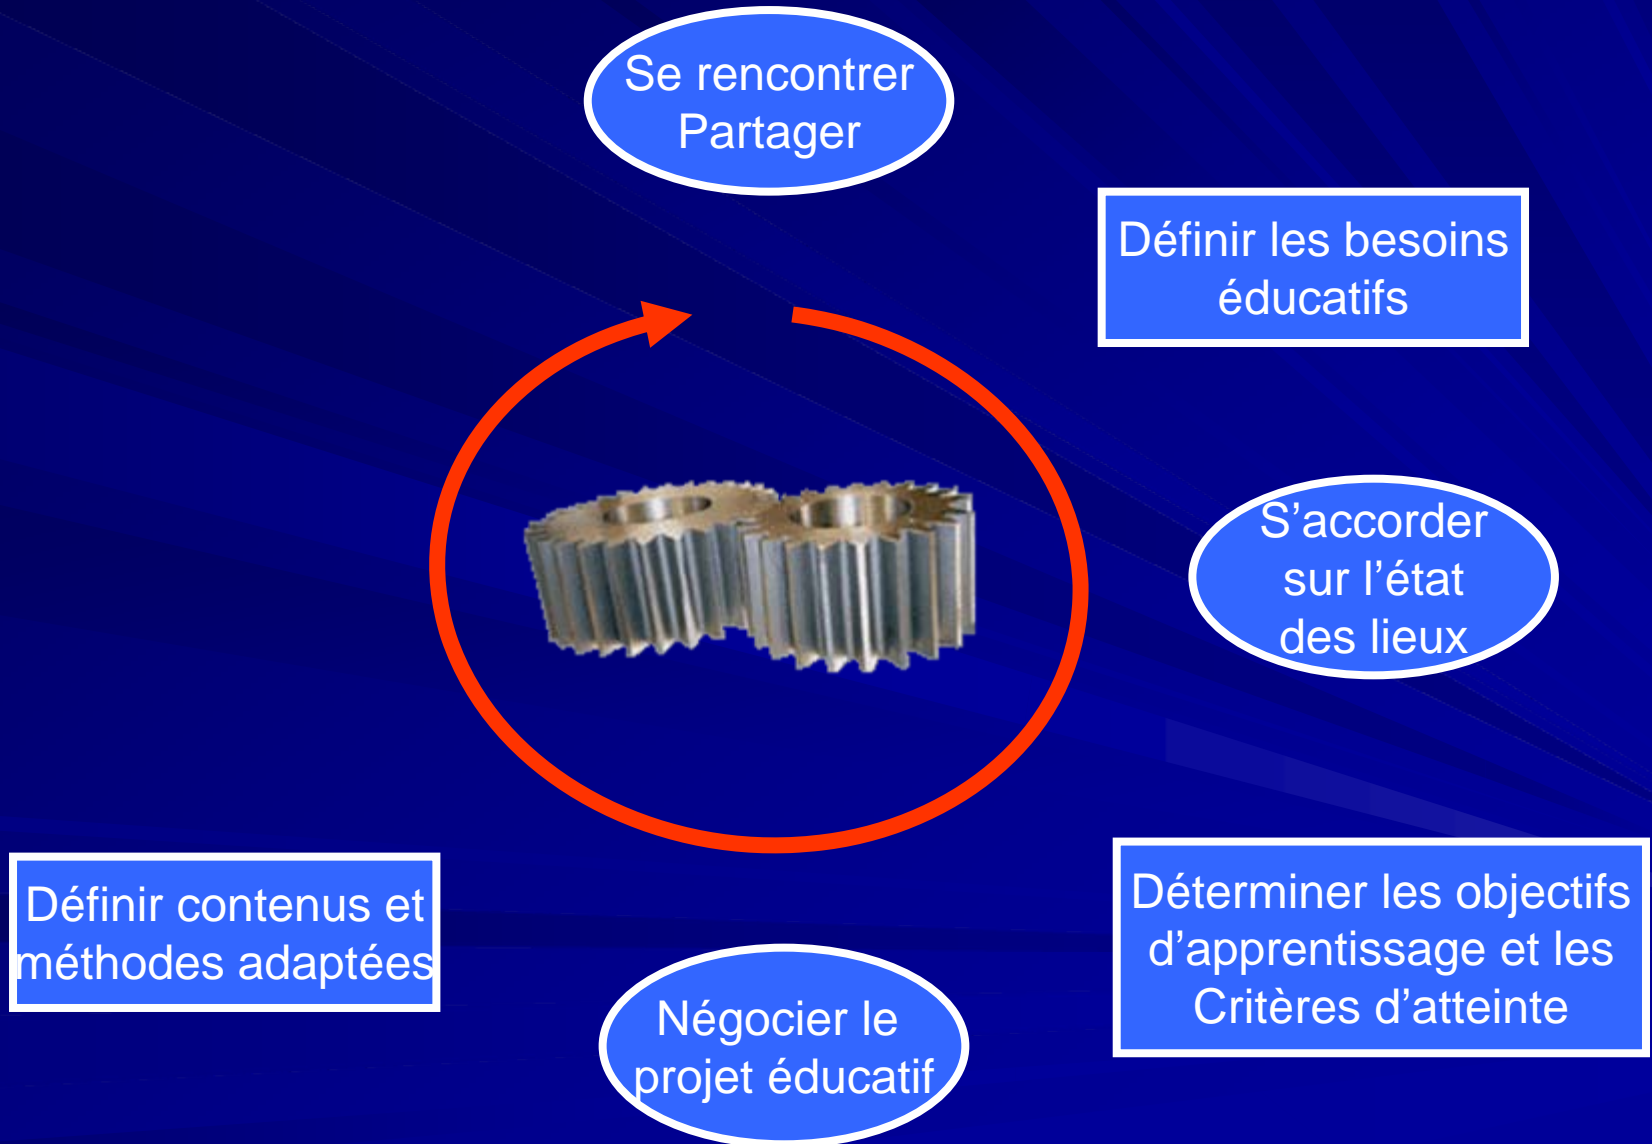 Se rencontrer
Partager
Définir les besoins
éducatifs
S’accorder
sur l’état
des lieux
Déterminer les objectifs
d’apprentissage et les
Critères d’atteinte
Négocier le
projet éducatif
Définir contenus et
méthodes adaptées